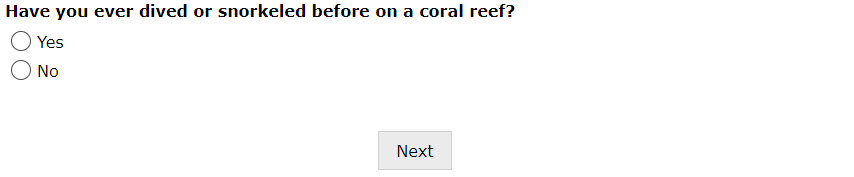 Have you ever dived or snorkeled before on a coral reef?
Yes
No
Next